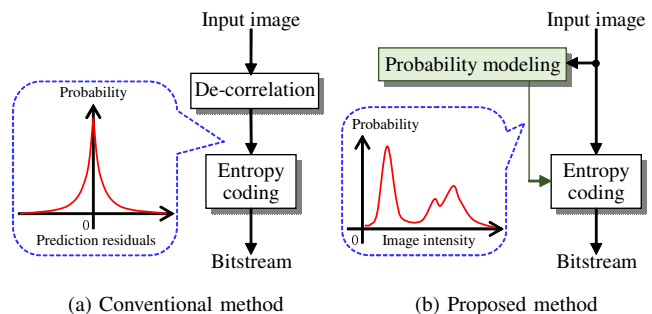 Input image
De-correlation
Probability
0
Prediction residuals
Entropy
coding
Bitstream
(a) Conventional method
Input image
Probability modeling
Probability
0
Image intensity
Entropy
coding
Bitstream
(b) Proposed method